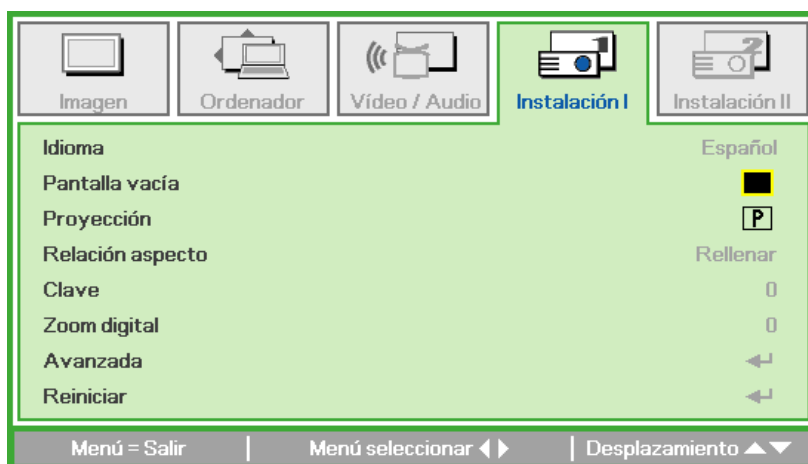 Imagen Ordenador Vídeo / Audio Instalación I Instalación II
Idioma Español
Pantalla vacía
Proyección P
Relación aspecto Rellenar
Clave 0
Zoom digital 0
Avanzada
Reiniciar
Menú = Salir | Menú seleccionar | Desplazamiento